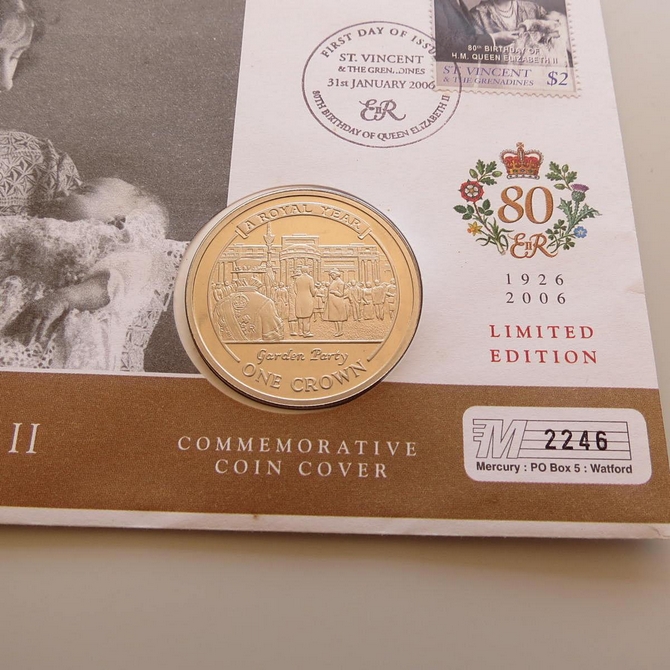 FIRST DAY OF ISSUE
ST. VINCENT
& THE GRENADINES
31st JANUARY 2006
EIIR
80TH BIRTHDAY OF QUEEN ELIZABETH II
80th BIRTHDAY OF
H.M. QUEEN ELIZABETH II
ST. VINCENT
& THE GRENADINES $2
80
EIIR
1926
2006
LIMITED
EDITION
A ROYAL YEAR
Garden Party
ONE CROWN
II
COMMEMORATIVE
COIN COVER
M 2246
Mercury : PO Box 5 : Watford